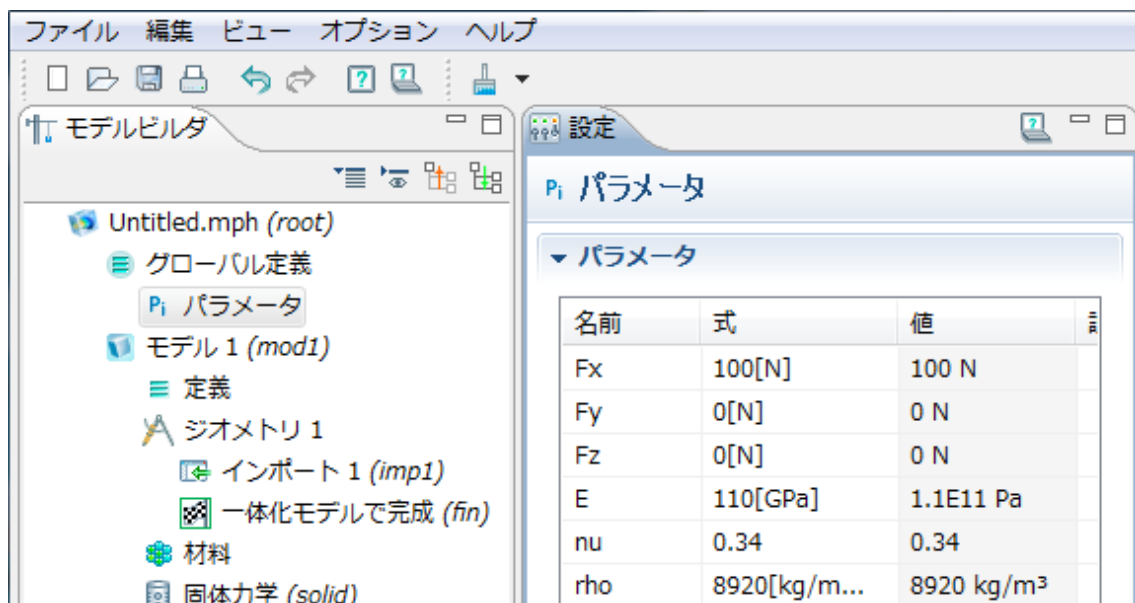 ファイル 編集 ビュー オプション ヘルプ
モデルビルダ
Untitled.mph (root)
グローバル定義
Pi パラメータ
モデル 1 (mod1)
定義
ジオメトリ 1
インポート 1 (imp1)
一体化モデルで完成 (fin)
材料
固体力学 (solid)
設定
Pi パラメータ
パラメータ
名前 式 値
Fx 100[N] 100 N
Fy 0[N] 0 N
Fz 0[N] 0 N
E 110[GPa] 1.1E11 Pa
nu 0.34 0.34
rho 8920[kg/m... 8920 kg/m³